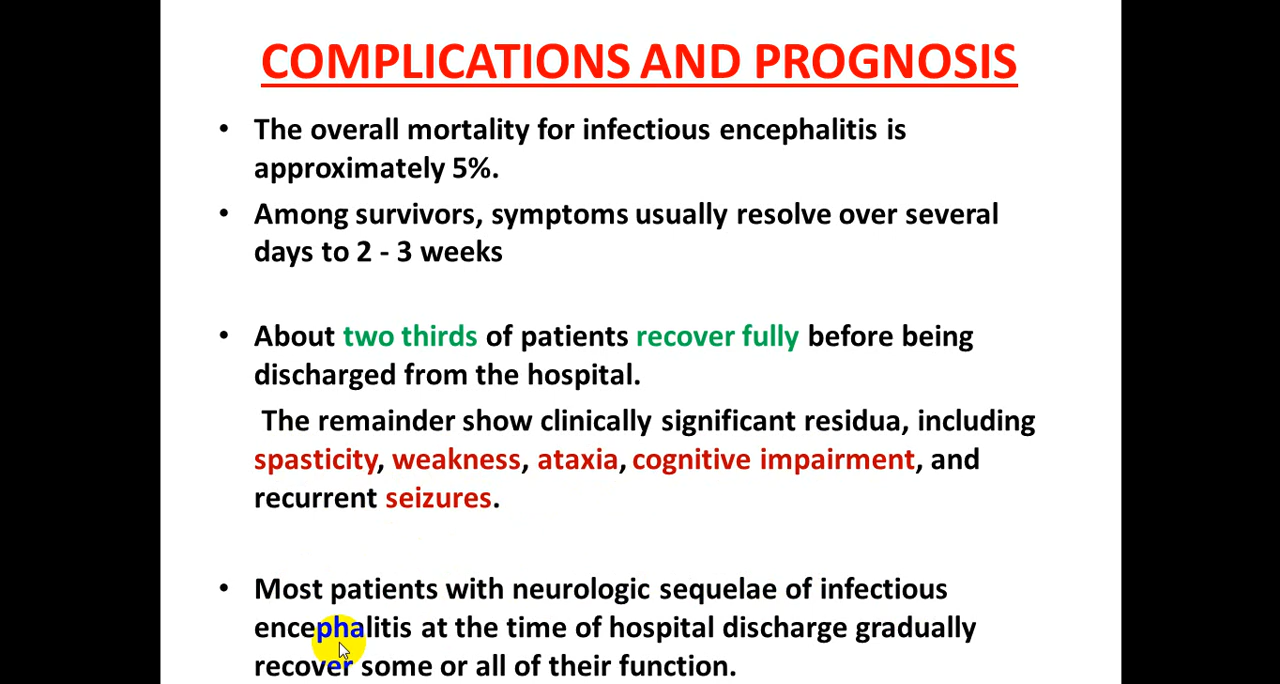 COMPLICATIONS AND PROGNOSIS
• The overall mortality for infectious encephalitis is
approximately 5%.
• Among survivors, symptoms usually resolve over several
days to 2 - 3 weeks
• About two thirds of patients recover fully before being
discharged from the hospital.
The remainder show clinically significant residua, including
spasticity, weakness, ataxia, cognitive impairment, and
recurrent seizures.
• Most patients with neurologic sequelae of infectious
encephalitis at the time of hospital discharge gradually
recover some or all of their function.